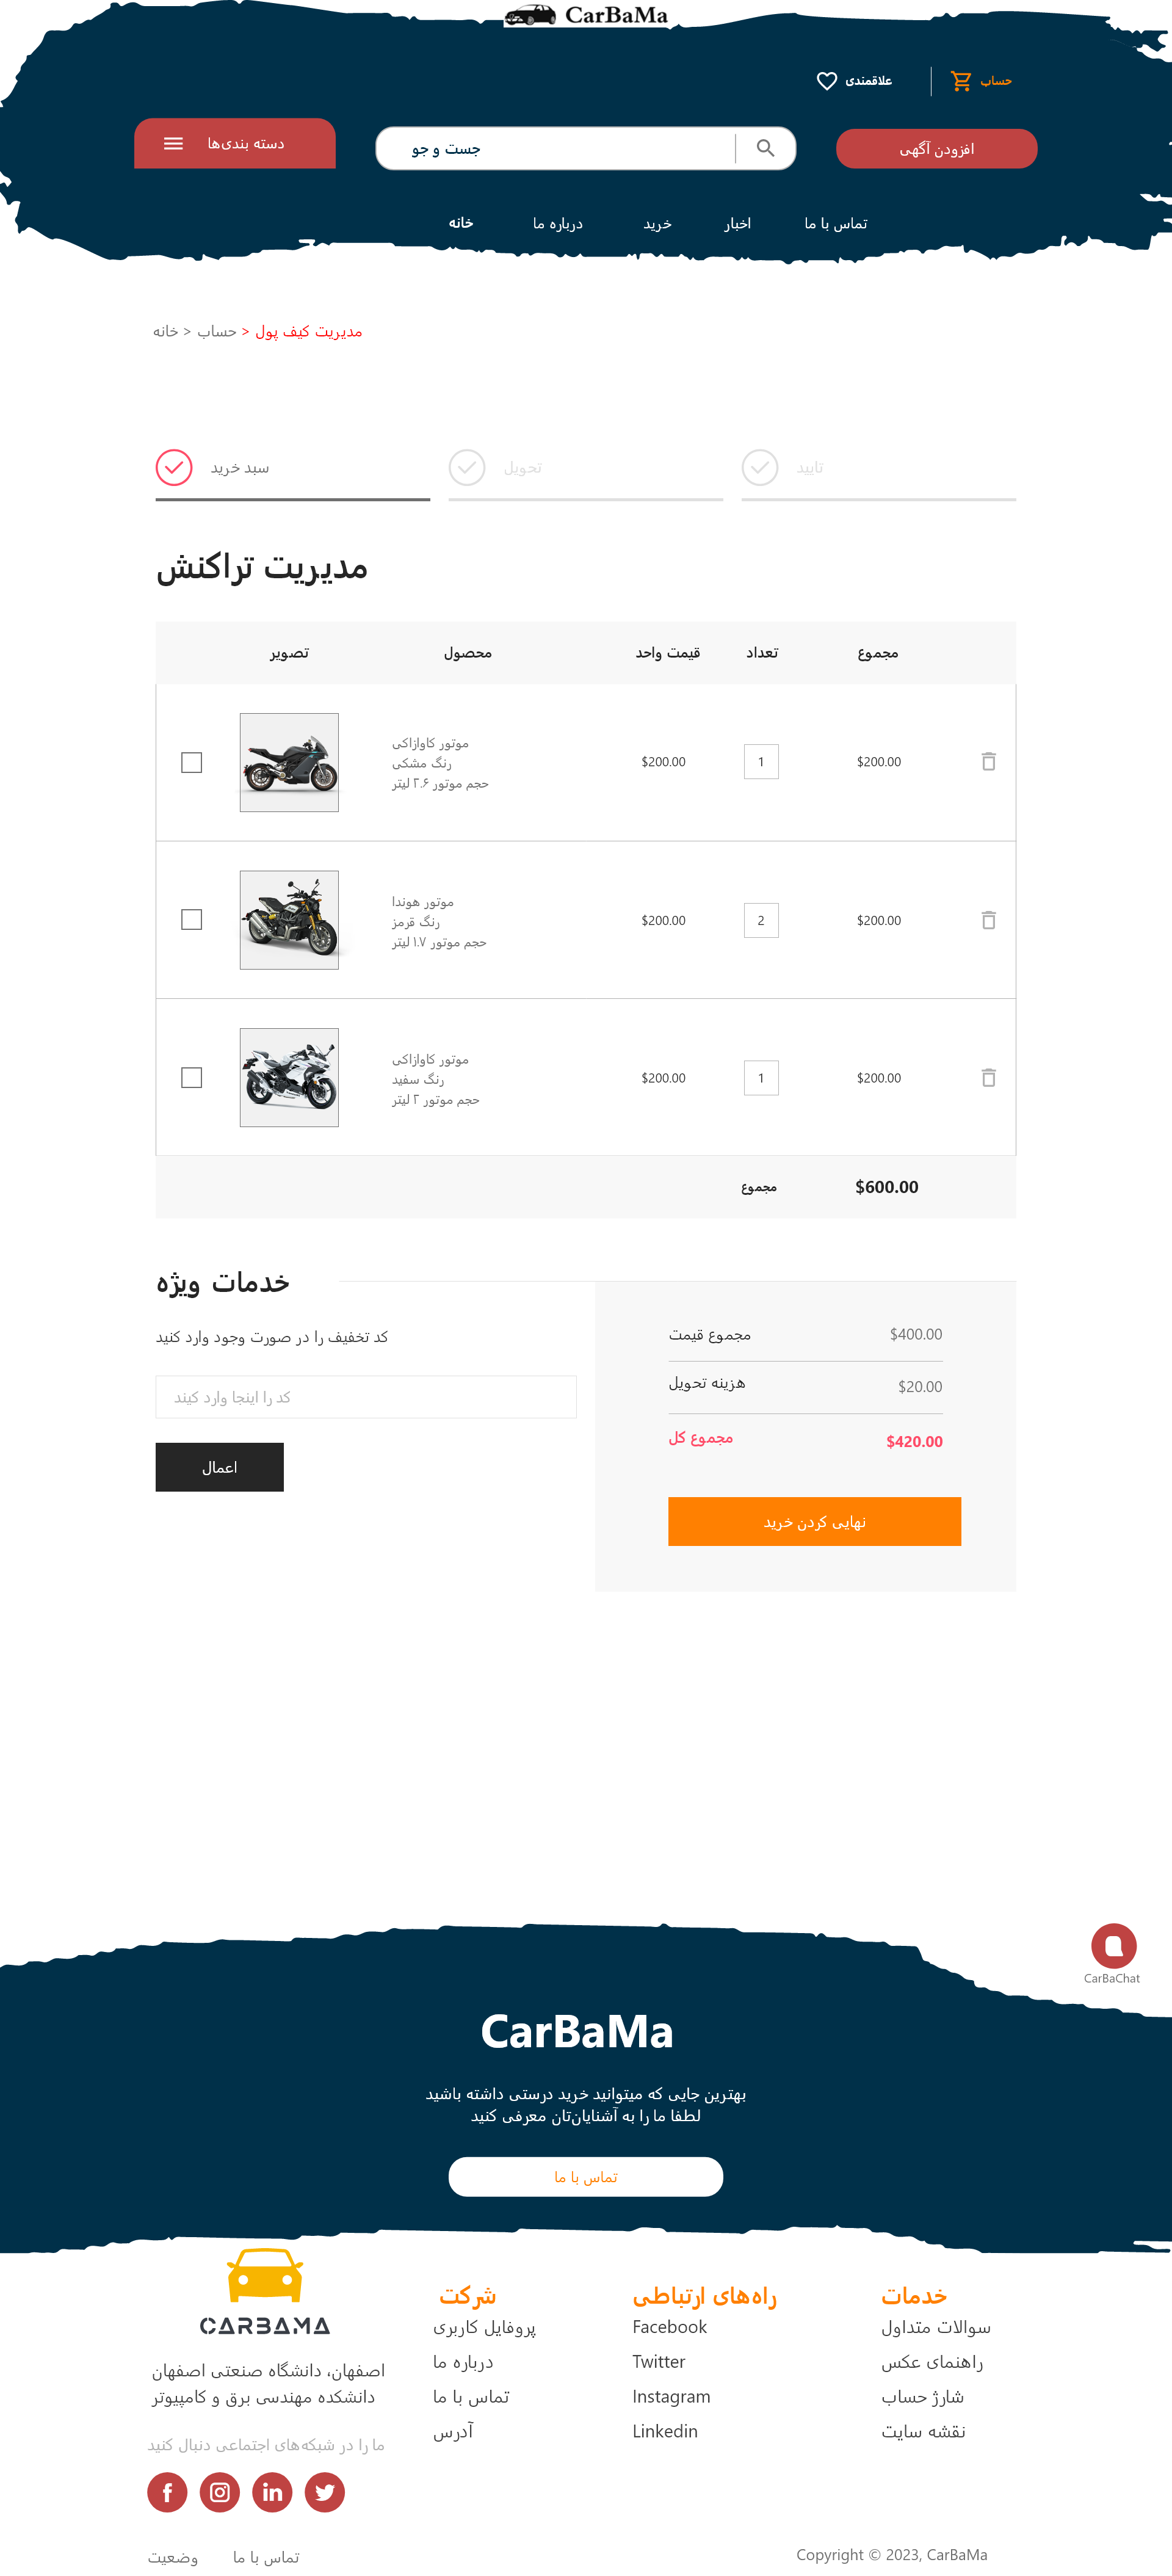 CarBaMa
علاقمندی
حساب
دسته بندی‌ها
جست و جو
افزودن آگهی
خانه
درباره ما
خرید
اخبار
تماس با ما
خانه > حساب > مدیریت کیف پول
سبد خرید
تحویل
تایید
مدیریت تراکنش
تصویر
محصول
قیمت واحد
تعداد
مجموع
موتور کاوازاکی
رنگ مشکی
حجم موتور ۲.۶ لیتر
$200.00
1
$200.00
موتور هوندا
رنگ قرمز
حجم موتور ۱.۷ لیتر
$200.00
2
$200.00
موتور کاوازاکی
رنگ سفید
حجم موتور ۲ لیتر
$200.00
1
$200.00
مجموع
$600.00
خدمات ویژه
کد تخفیف را در صورت وجود وارد کنید
کد را اینجا وارد کیند
اعمال
مجموع قیمت
$400.00
هزینه تحویل
$20.00
مجموع کل
$420.00
نهایی کردن خرید
CarBaChat
CarBaMa
بهترین جایی که میتوانید خرید درستی داشته باشید
لطفا ما را به آشنایان‌تان معرفی کنید
تماس با ما
CARBAMA
اصفهان، دانشگاه صنعتی اصفهان
دانشکده مهندسی برق و کامپیوتر
ما را در شبکه‌های اجتماعی دنبال کنید
شرکت
پروفایل کاربری
درباره ما
تماس با ما
آدرس
راه‌های ارتباطی
Facebook
Twitter
Instagram
Linkedin
خدمات
سوالات متداول
راهنمای عکس
شارژ حساب
نقشه سایت
وضعیت
تماس با ما
Copyright © 2023, CarBaMa